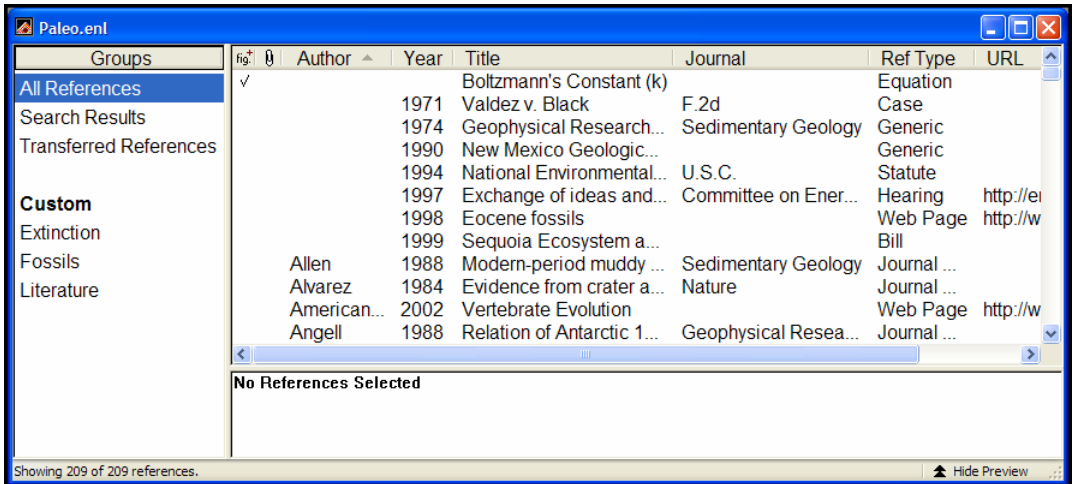 Paleo.enl
Groups
All References
Search Results
Transferred References
Custom
Extinction
Fossils
Literature
fig+ Author Year Title Journal Ref Type URL
✓ Boltzmann's Constant (k) Equation
1971 Valdez v. Black F.2d Case
1974 Geophysical Research... Sedimentary Geology Generic
1990 New Mexico Geologic... Generic
1994 National Environmental... U.S.C. Statute
1997 Exchange of ideas and... Committee on Ener... Hearing http://er
1998 Eocene fossils Web Page http://w
1999 Sequoia Ecosystem a... Bill
Allen 1988 Modern-period muddy ... Sedimentary Geology Journal ...
Alvarez 1984 Evidence from crater a... Nature Journal ...
American... 2002 Vertebrate Evolution Web Page http://w
Angell 1988 Relation of Antarctic 1... Geophysical Resea... Journal ...
No References Selected
Showing 209 of 209 references.
Hide Preview